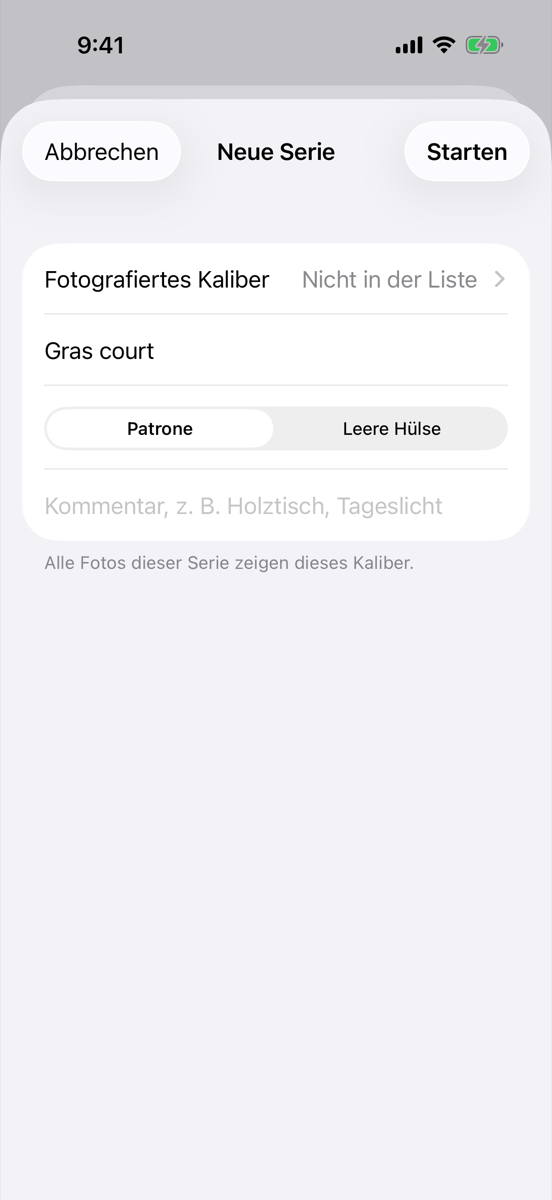 9:41
Abbrechen
Neue Serie
Starten
Fotografiertes Kaliber
Nicht in der Liste
Gras court
Patrone
Leere Hülse
Kommentar, z. B. Holztisch, Tageslicht
Alle Fotos dieser Serie zeigen dieses Kaliber.